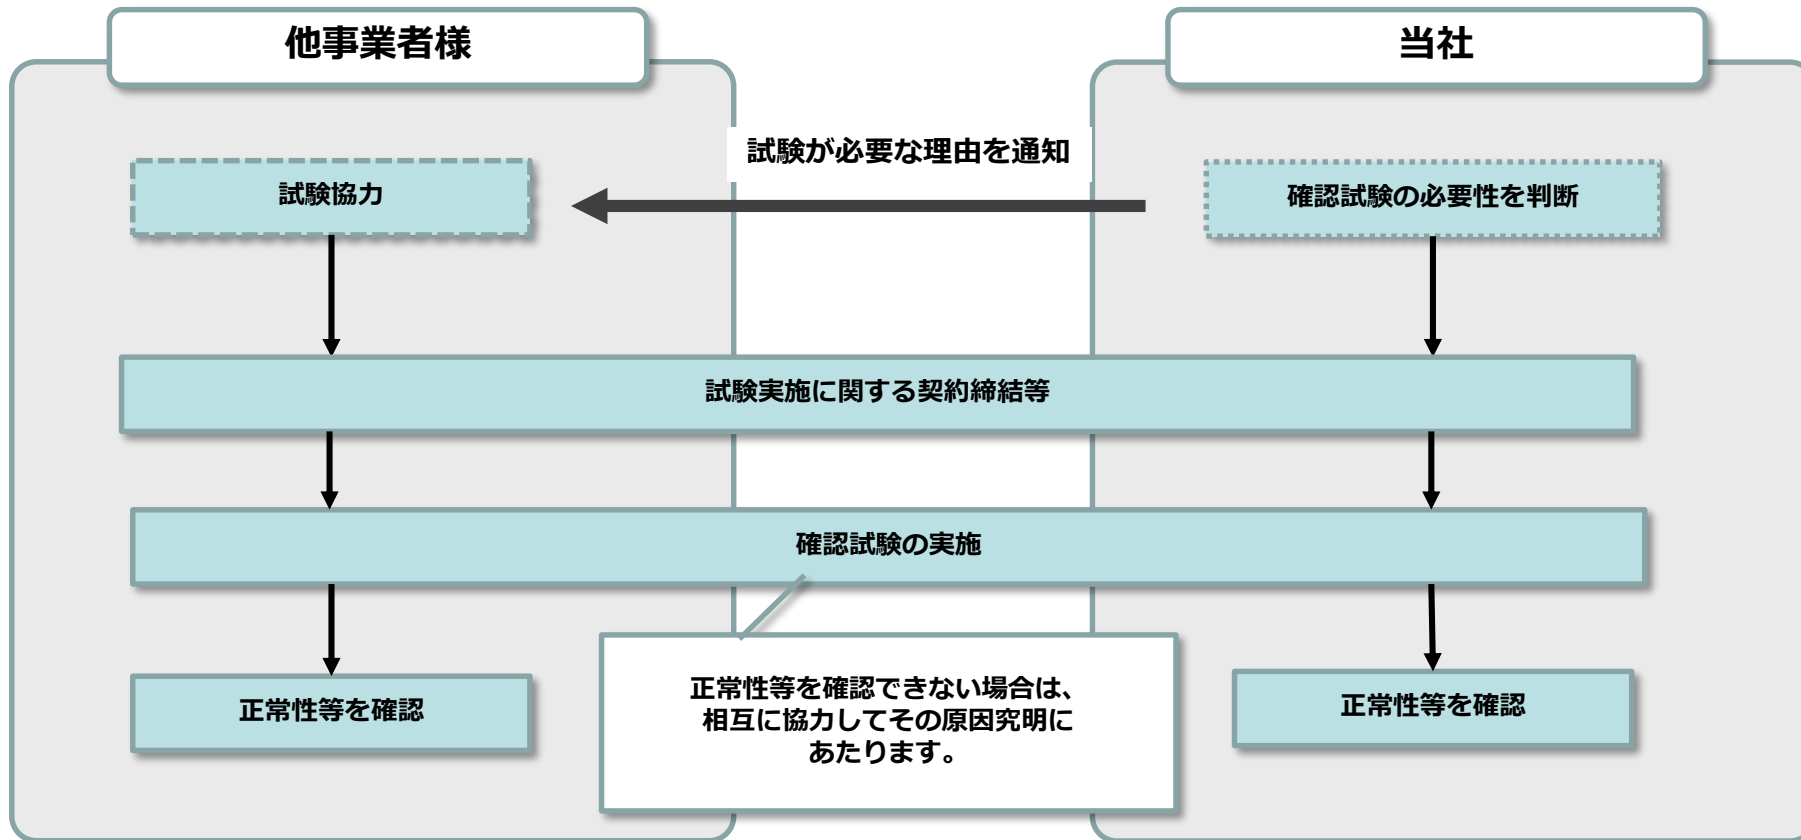 他事業者様
当社
試験が必要な理由を通知
試験協力
確認試験の必要性を判断
試験実施に関する契約締結等
確認試験の実施
正常性等を確認できない場合は、
相互に協力してその原因究明に
あたります。
正常性等を確認
正常性等を確認